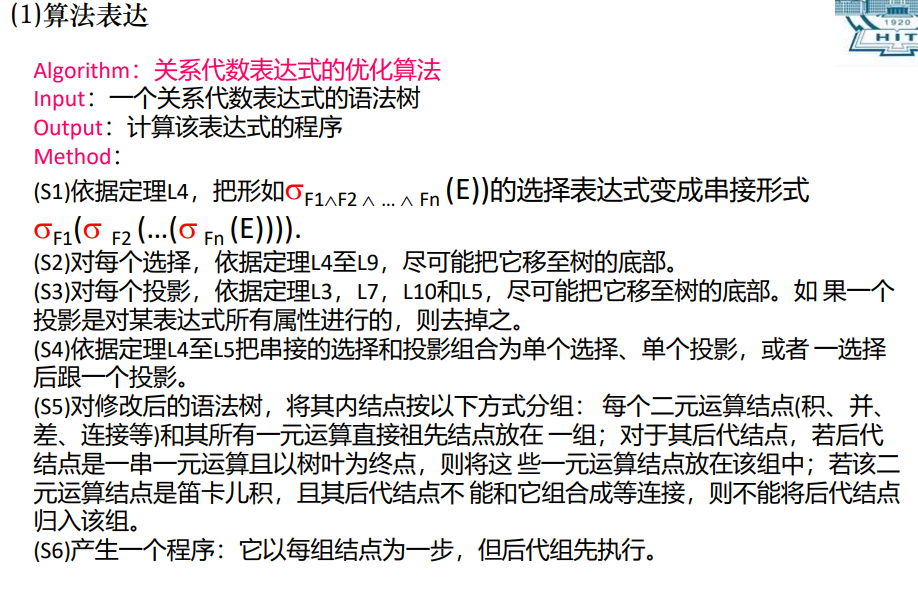 (1)算法表达
1920
HIT
Algorithm：关系代数表达式的优化算法
Input：一个关系代数表达式的语法树
Output：计算该表达式的程序
Method：
(S1)依据定理L4，把形如σF1∧F2 ∧ ... ∧ Fn (E))的选择表达式变成串接形式
σF1(σ F2 (...(σ Fn (E)))).
(S2)对每个选择，依据定理L4至L9，尽可能把它移至树的底部。
(S3)对每个投影，依据定理L3，L7，L10和L5，尽可能把它移至树的底部。如 果一个
投影是对某表达式所有属性进行的，则去掉之。
(S4)依据定理L4至L5把串接的选择和投影组合为单个选择、单个投影，或者 一选择
后跟一个投影。
(S5)对修改后的语法树，将其内结点按以下方式分组： 每个二元运算结点(积、并、
差、连接等)和其所有一元运算直接祖先结点放在 一组；对于其后代结点，若后代
结点是一串一元运算且以树叶为终点，则将这 些一元运算结点放在该组中；若该二
元运算结点是笛卡儿积，且其后代结点不 能和它组合成等连接，则不能将后代结点
归入该组。
(S6)产生一个程序：它以每组结点为一步，但后代组先执行。